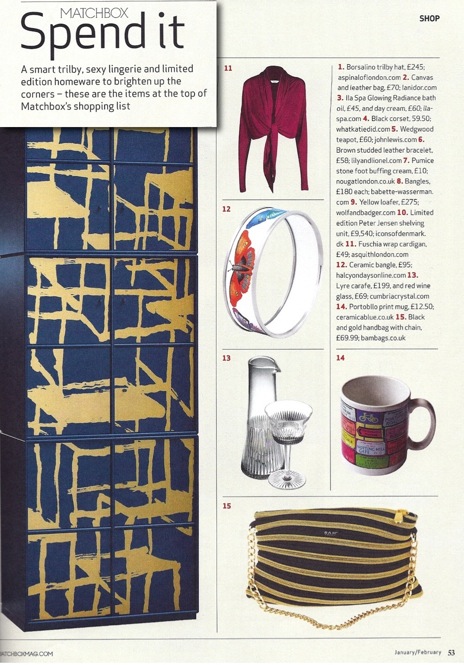 MATCHBOX
Spend it
A smart trilby, sexy lingerie and limited
edition homeware to brighten up the
corners – these are the items at the top of
Matchbox's shopping list
SHOP
11
12
13
14
15
1. Borsalino trilby hat, £245;
aspinaloflondon.com 2. Canvas
and leather bag, £70; lanidor.com
3. Ila Spa Glowing Radiance bath
oil, £45, and day cream, £60; ila-
spa.com 4. Black corset, 59.50;
whatkatiedid.com 5. Wedgwood
teapot, £60; johnlewis.com 6.
Brown studded leather bracelet,
£58; lilyandlionel.com 7. Pumice
stone foot buffing cream, £10;
nougatlondon.co.uk 8. Bangles,
£180 each; babette-wasserman.
com 9. Yellow loafer, £275;
wolfandbadger.com 10. Limited
edition Peter Jensen shelving
unit, £9,540; iconsofdenmark.
dk 11. Fuschia wrap cardigan,
£49; asquithlondon.com
12. Ceramic bangle, £95;
halcyondaysonline.com 13.
Lyre carafe, £199, and red wine
glass, £69; cumbriacrystal.com
14. Portobllo print mug, £12.50;
ceramicablue.co.uk 15. Black
and gold handbag with chain,
£69.99; bambags.co.uk
ATCHBOXMAG.COM
January/February 53